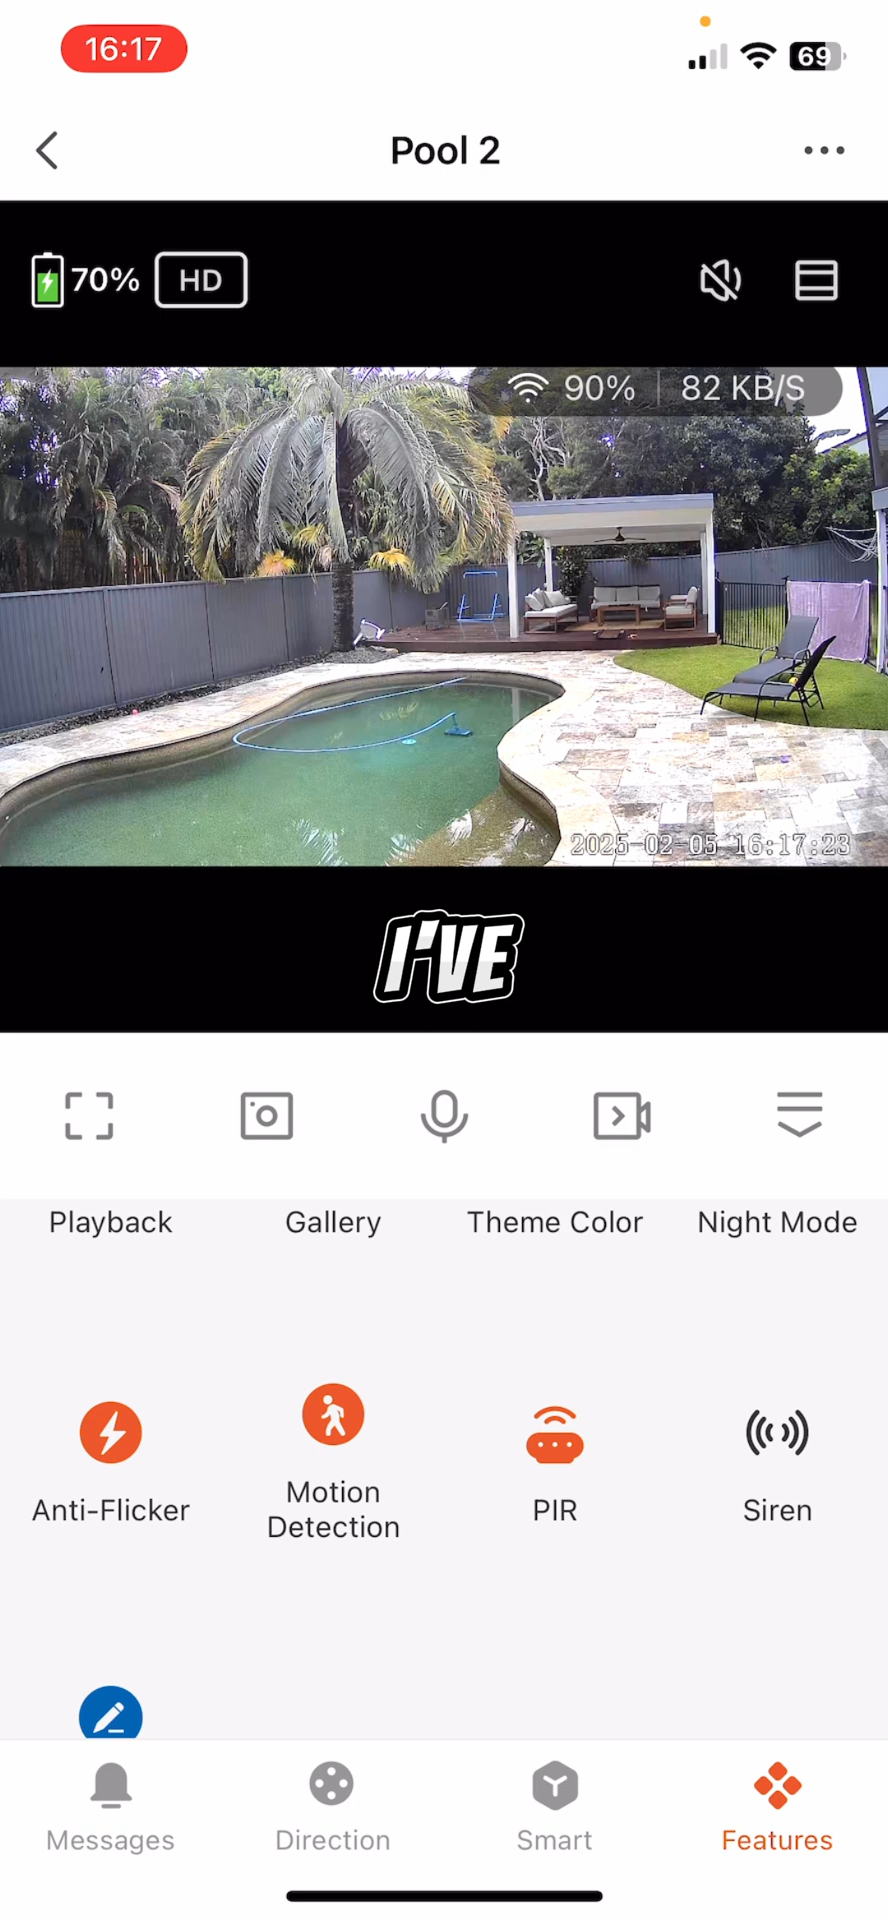 16:17
69
Pool 2
70% HD
90% | 82 KB/S
2025-02-05 16:17:23
I'VE
Playback Gallery Theme Color Night Mode
Anti-Flicker Motion Detection PIR Siren
Messages Direction Smart Features